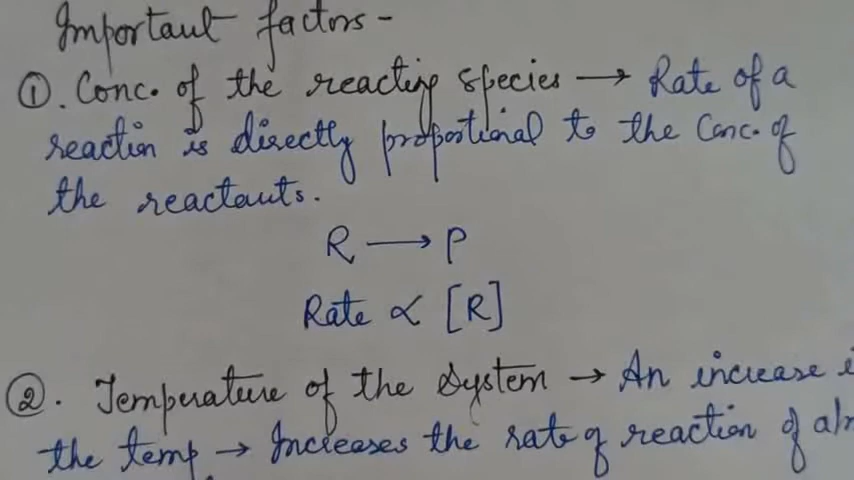 Important factors -
①. Conc. of the reacting species → Rate of a
reaction is directly proportional to the Conc. of
the reactants.
R → P
Rate ∝ [R]
②. Temperature of the System → An increase
the temp. → Increases the rate of reaction of